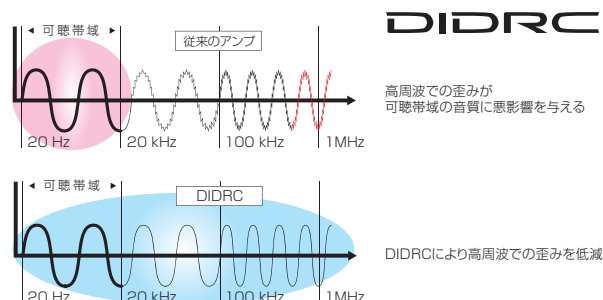 可聴帯域
従来のアンプ
DIDRC
高周波での歪みが
可聴帯域の音質に悪影響を与える
20 Hz
20 kHz
100 kHz
1MHz
可聴帯域
DIDRC
DIDRCにより高周波での歪みを低減
20 Hz
20 kHz
100 kHz
1MHz